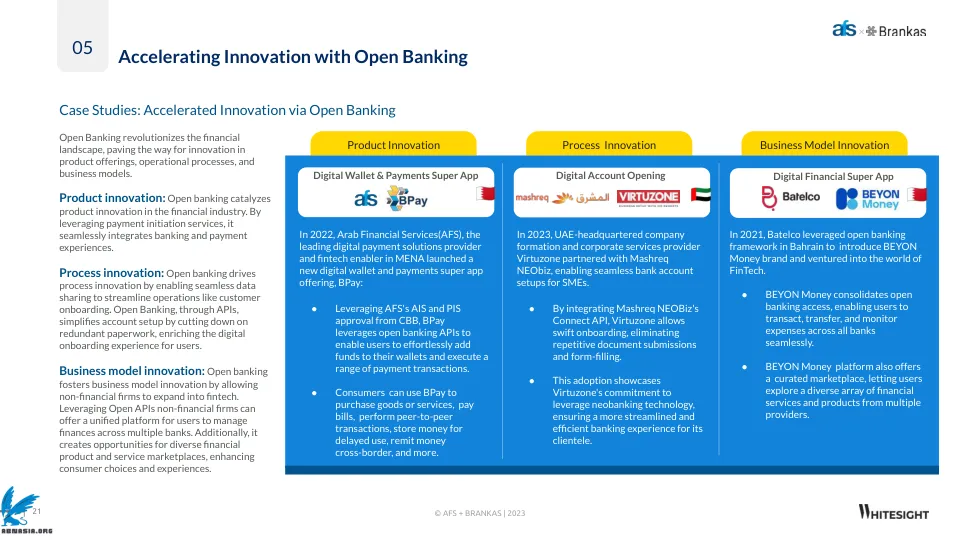 05
Accelerating Innovation with Open Banking
afs × Brankas
Case Studies: Accelerated Innovation via Open Banking
Open Banking revolutionizes the financial
landscape, paving the way for innovation in
product offerings, operational processes, and
business models.
Product innovation: Open banking catalyzes
product innovation in the financial industry. By
leveraging payment initiation services, it
seamlessly integrates banking and payment
experiences.
Process innovation: Open banking drives
process innovation by enabling seamless data
sharing to streamline operations like customer
onboarding. Open Banking, through APIs,
simplifies account setup by cutting down on
redundant paperwork, enriching the digital
onboarding experience for users.
Business model innovation: Open banking
fosters business model innovation by allowing
non-financial firms to expand into fintech.
Leveraging Open APIs non-financial firms can
offer a unified platform for users to manage
finances across multiple banks. Additionally, it
creates opportunities for diverse financial
product and service marketplaces, enhancing
consumer choices and experiences.
Product Innovation
Digital Wallet & Payments Super App
afs BPay
In 2022, Arab Financial Services(AFS), the
leading digital payment solutions provider
and fintech enabler in MENA launched a
new digital wallet and payments super app
offering, BPay:
● Leveraging AFS's AIS and PIS
approval from CBB, BPay
leverages open banking APIs to
enable users to effortlessly add
funds to their wallets and execute a
range of payment transactions.
● Consumers can use BPay to
purchase goods or services, pay
bills, perform peer-to-peer
transactions, store money for
delayed use, remit money
cross-border, and more.
Process Innovation
Digital Account Opening
mashreq المشرق VIRTUZONE
In 2023, UAE-headquartered company
formation and corporate services provider
Virtuzone partnered with Mashreq
NEObiz, enabling seamless bank account
setups for SMEs.
● By integrating Mashreq NEOBiz's
Connect API, Virtuzone allows
swift onboarding, eliminating
repetitive document submissions
and form-filling.
● This adoption showcases
Virtuzone's commitment to
leverage neobanking technology,
ensuring a more streamlined and
efficient banking experience for its
clientele.
Business Model Innovation
Digital Financial Super App
Batelco BEYON
Money
In 2021, Batelco leveraged open banking
framework in Bahrain to introduce BEYON
Money brand and ventured into the world of
FinTech.
● BEYON Money consolidates open
banking access, enabling users to
transact, transfer, and monitor
expenses across all banks
seamlessly.
● BEYON Money platform also offers
a curated marketplace, letting users
explore a diverse array of financial
services and products from multiple
providers.
21
ABNASIA.ORG
© AFS + BRANKAS | 2023
WHITESIGHT